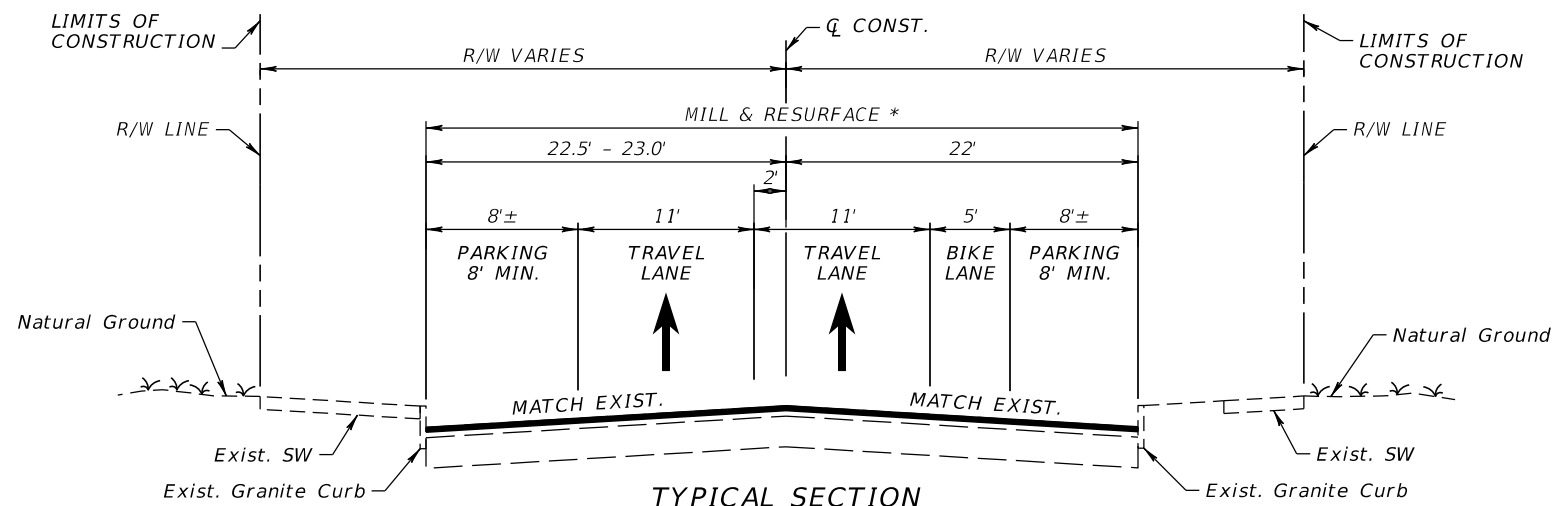 LIMITS OF
CONSTRUCTION
℄ CONST.
LIMITS OF
CONSTRUCTION
R/W VARIES
R/W VARIES
MILL & RESURFACE *
R/W LINE
R/W LINE
22.5' - 23.0'
22'
2'
8'±
11'
11'
5'
8'±
PARKING
8' MIN.
TRAVEL
LANE
TRAVEL
LANE
BIKE
LANE
PARKING
8' MIN.
Natural Ground
Natural Ground
MATCH EXIST.
MATCH EXIST.
Exist. SW
Exist. SW
Exist. Granite Curb
Exist. Granite Curb
TYPICAL SECTION